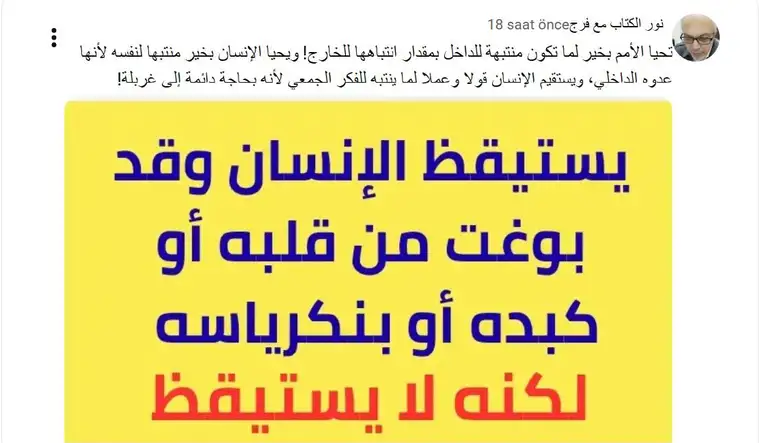 نور الكتاب مع فرج 18 saat önce
تحيا الأمم بخير لما تكون منتبهة للداخل بمقدار انتباهها للخارج! ويحيا الإنسان بخير منتبها لنفسه لأنها
عدوه الداخلي، ويستقيم الإنسان قولا وعملا لما ينتبه للفكر الجمعي لأنه بحاجة دائمة إلى غربلة!
يستيقظ الإنسان وقد
بوغت من قلبه أو
كبده أو بنكرياسه
لكنه لا يستيقظ